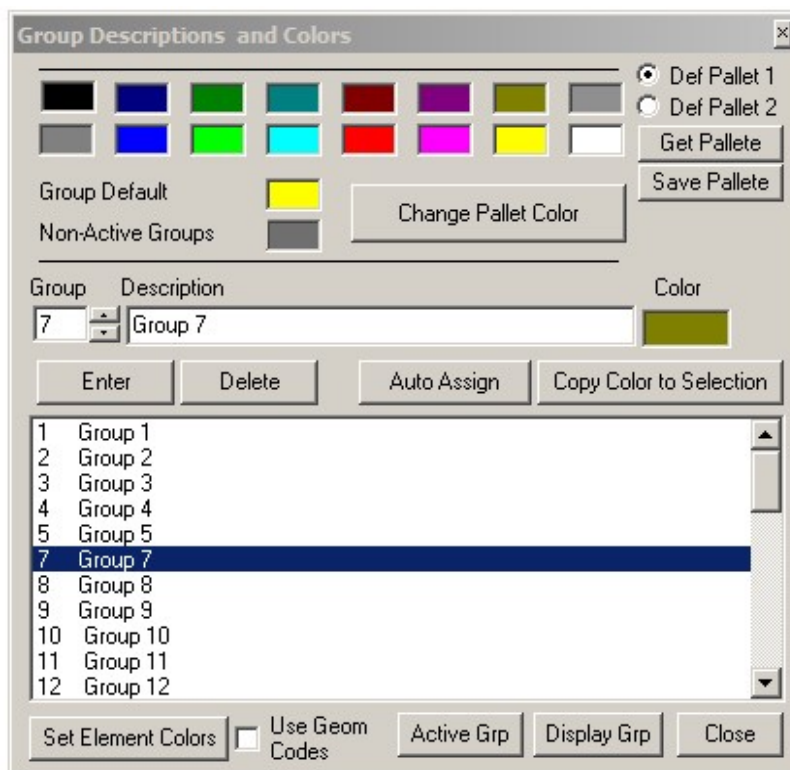 Group Descriptions and Colors
Def Pallet 1
Def Pallet 2
Get Pallete
Save Pallete
Group Default
Change Pallet Color
Non-Active Groups
Group Description Color
7 Group 7
Enter Delete Auto Assign Copy Color to Selection
1 Group 1
2 Group 2
3 Group 3
4 Group 4
5 Group 5
7 Group 7
8 Group 8
9 Group 9
10 Group 10
11 Group 11
12 Group 12
Set Element Colors Use Geom Codes Active Grp Display Grp Close